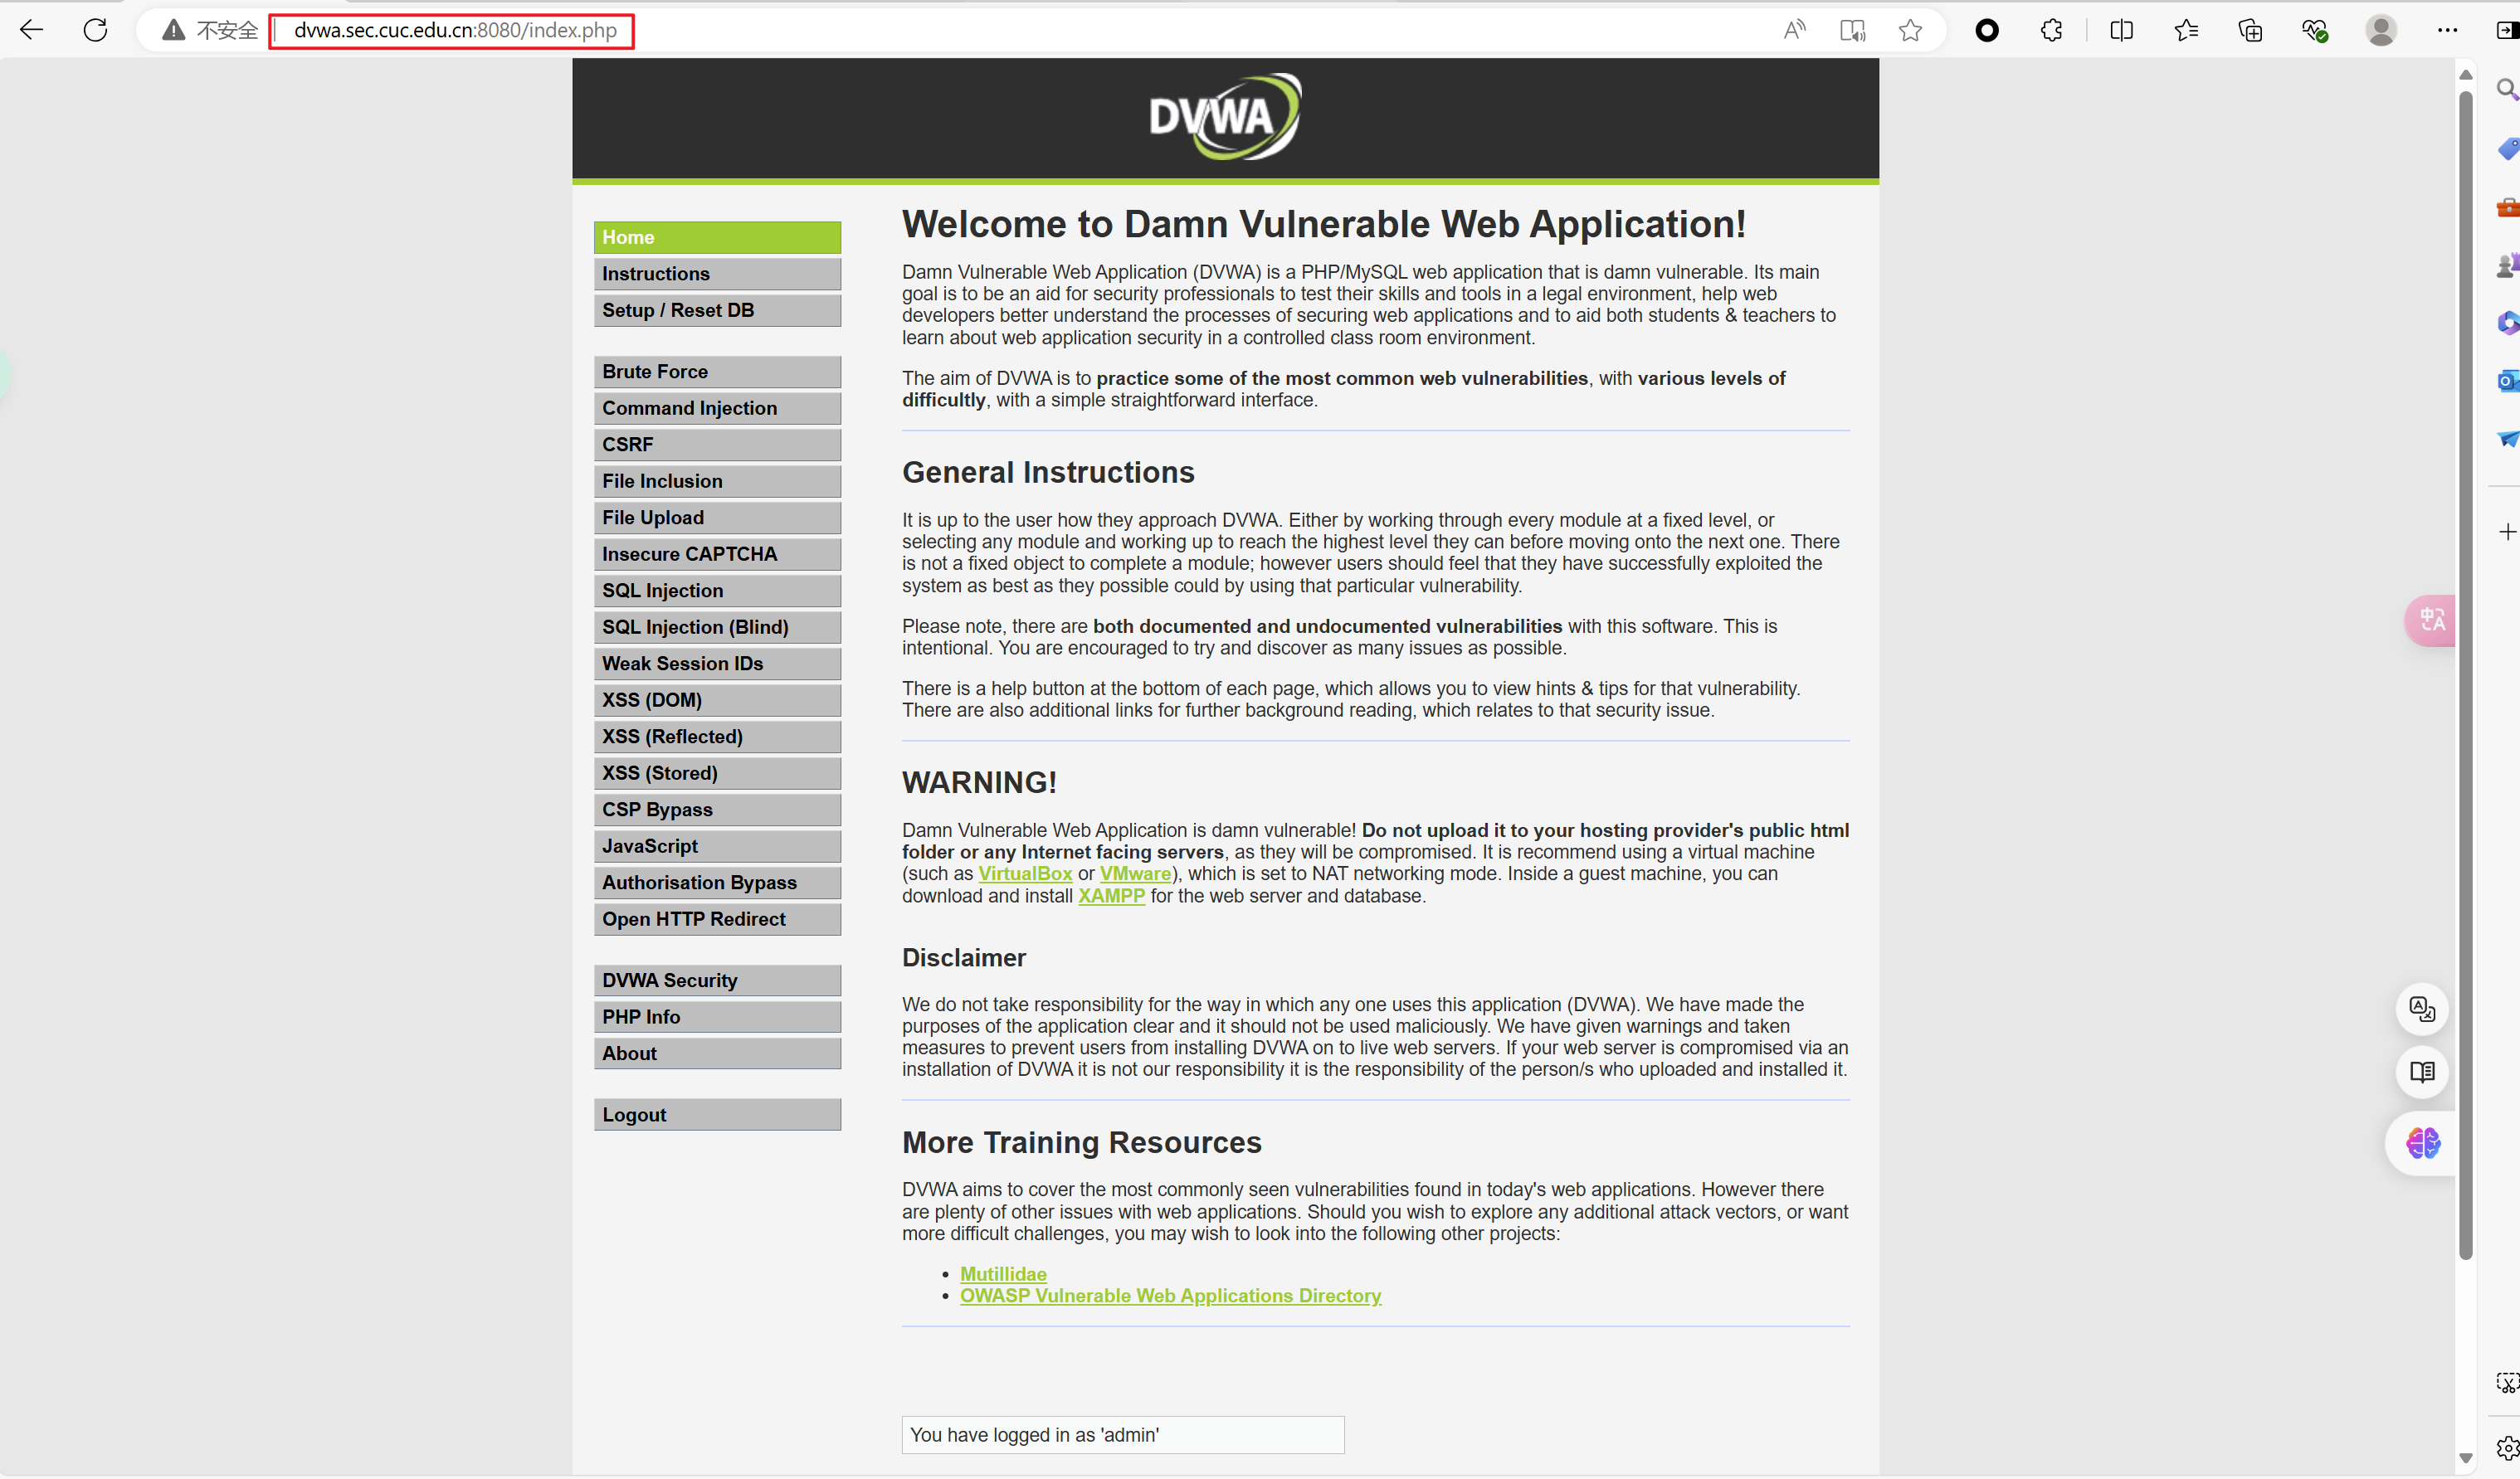 不安全
dvwa.sec.cuc.edu.cn:8080/index.php
DVWA
Home
Instructions
Setup / Reset DB
Brute Force
Command Injection
CSRF
File Inclusion
File Upload
Insecure CAPTCHA
SQL Injection
SQL Injection (Blind)
Weak Session IDs
XSS (DOM)
XSS (Reflected)
XSS (Stored)
CSP Bypass
JavaScript
Authorisation Bypass
Open HTTP Redirect
DVWA Security
PHP Info
About
Logout
Welcome to Damn Vulnerable Web Application!
Damn Vulnerable Web Application (DVWA) is a PHP/MySQL web application that is damn vulnerable. Its main
goal is to be an aid for security professionals to test their skills and tools in a legal environment, help web
developers better understand the processes of securing web applications and to aid both students & teachers to
learn about web application security in a controlled class room environment.
The aim of DVWA is to practice some of the most common web vulnerabilities, with various levels of
difficultly, with a simple straightforward interface.
General Instructions
It is up to the user how they approach DVWA. Either by working through every module at a fixed level, or
selecting any module and working up to reach the highest level they can before moving onto the next one. There
is not a fixed object to complete a module; however users should feel that they have successfully exploited the
system as best as they possible could by using that particular vulnerability.
Please note, there are both documented and undocumented vulnerabilities with this software. This is
intentional. You are encouraged to try and discover as many issues as possible.
There is a help button at the bottom of each page, which allows you to view hints & tips for that vulnerability.
There are also additional links for further background reading, which relates to that security issue.
WARNING!
Damn Vulnerable Web Application is damn vulnerable! Do not upload it to your hosting provider's public html
folder or any Internet facing servers, as they will be compromised. It is recommend using a virtual machine
(such as VirtualBox or VMware), which is set to NAT networking mode. Inside a guest machine, you can
download and install XAMPP for the web server and database.
Disclaimer
We do not take responsibility for the way in which any one uses this application (DVWA). We have made the
purposes of the application clear and it should not be used maliciously. We have given warnings and taken
measures to prevent users from installing DVWA on to live web servers. If your web server is compromised via an
installation of DVWA it is not our responsibility it is the responsibility of the person/s who uploaded and installed it.
More Training Resources
DVWA aims to cover the most commonly seen vulnerabilities found in today's web applications. However there
are plenty of other issues with web applications. Should you wish to explore any additional attack vectors, or want
more difficult challenges, you may wish to look into the following other projects:
• Mutillidae
• OWASP Vulnerable Web Applications Directory
You have logged in as 'admin'